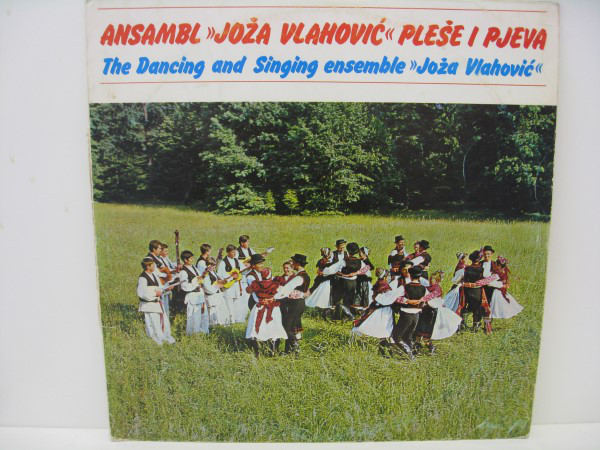 ANSAMBL »JOŽA VLAHOVIĆ« PLEŠE I PJEVA
The Dancing and Singing ensemble »Joža Vlahović«